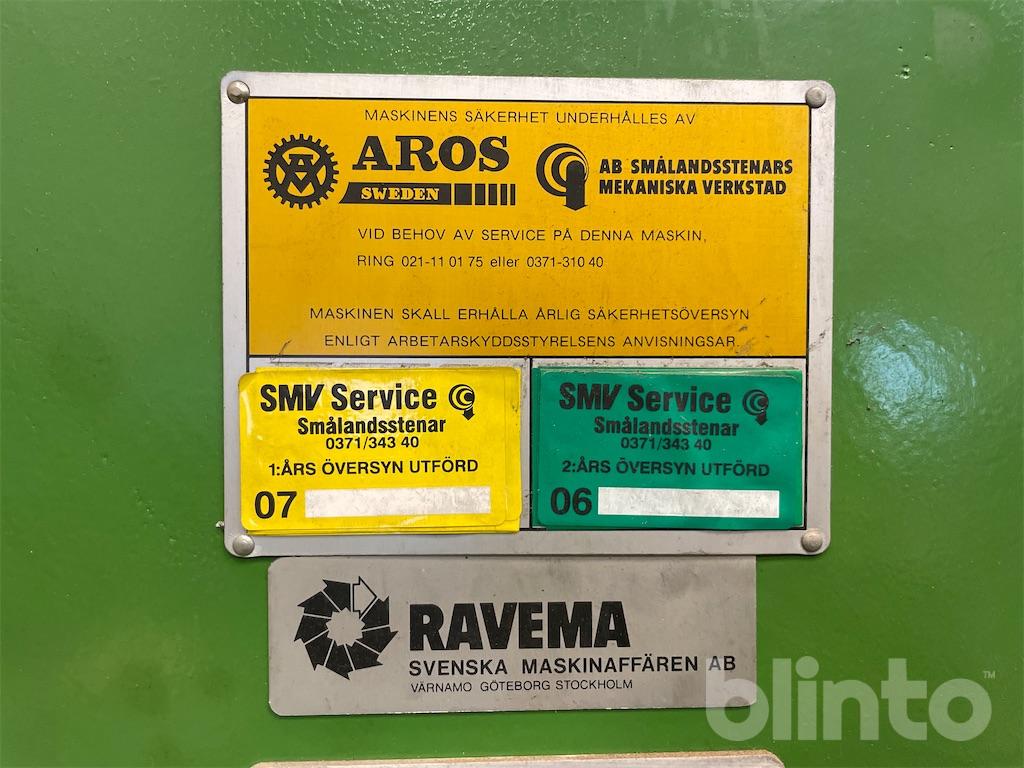 MASKINENS SÄKERHET UNDERHÅLLES AV
AROS
SWEDEN
AB SMÅLANDSSTENARS
MEKANISKA VERKSTAD
VID BEHOV AV SERVICE PÅ DENNA MASKIN,
RING 021-11 01 75 eller 0371-310 40
MASKINEN SKALL ERHÅLLA ÅRLIG SÄKERHETSÖVERSYN
ENLIGT ARBETARSKYDDSSTYRELSENS ANVISNINGSAR.
SMV Service
Smålandsstenar
0371/343 40
1:ÅRS ÖVERSYN UTFÖRD
07
SMV Service
Smålandsstenar
0371/343 40
2:ÅRS ÖVERSYN UTFÖRD
06
RAVEMA
SVENSKA MASKINAFFÄREN AB
VÄRNAMO GÖTEBORG STOCKHOLM
blinto™